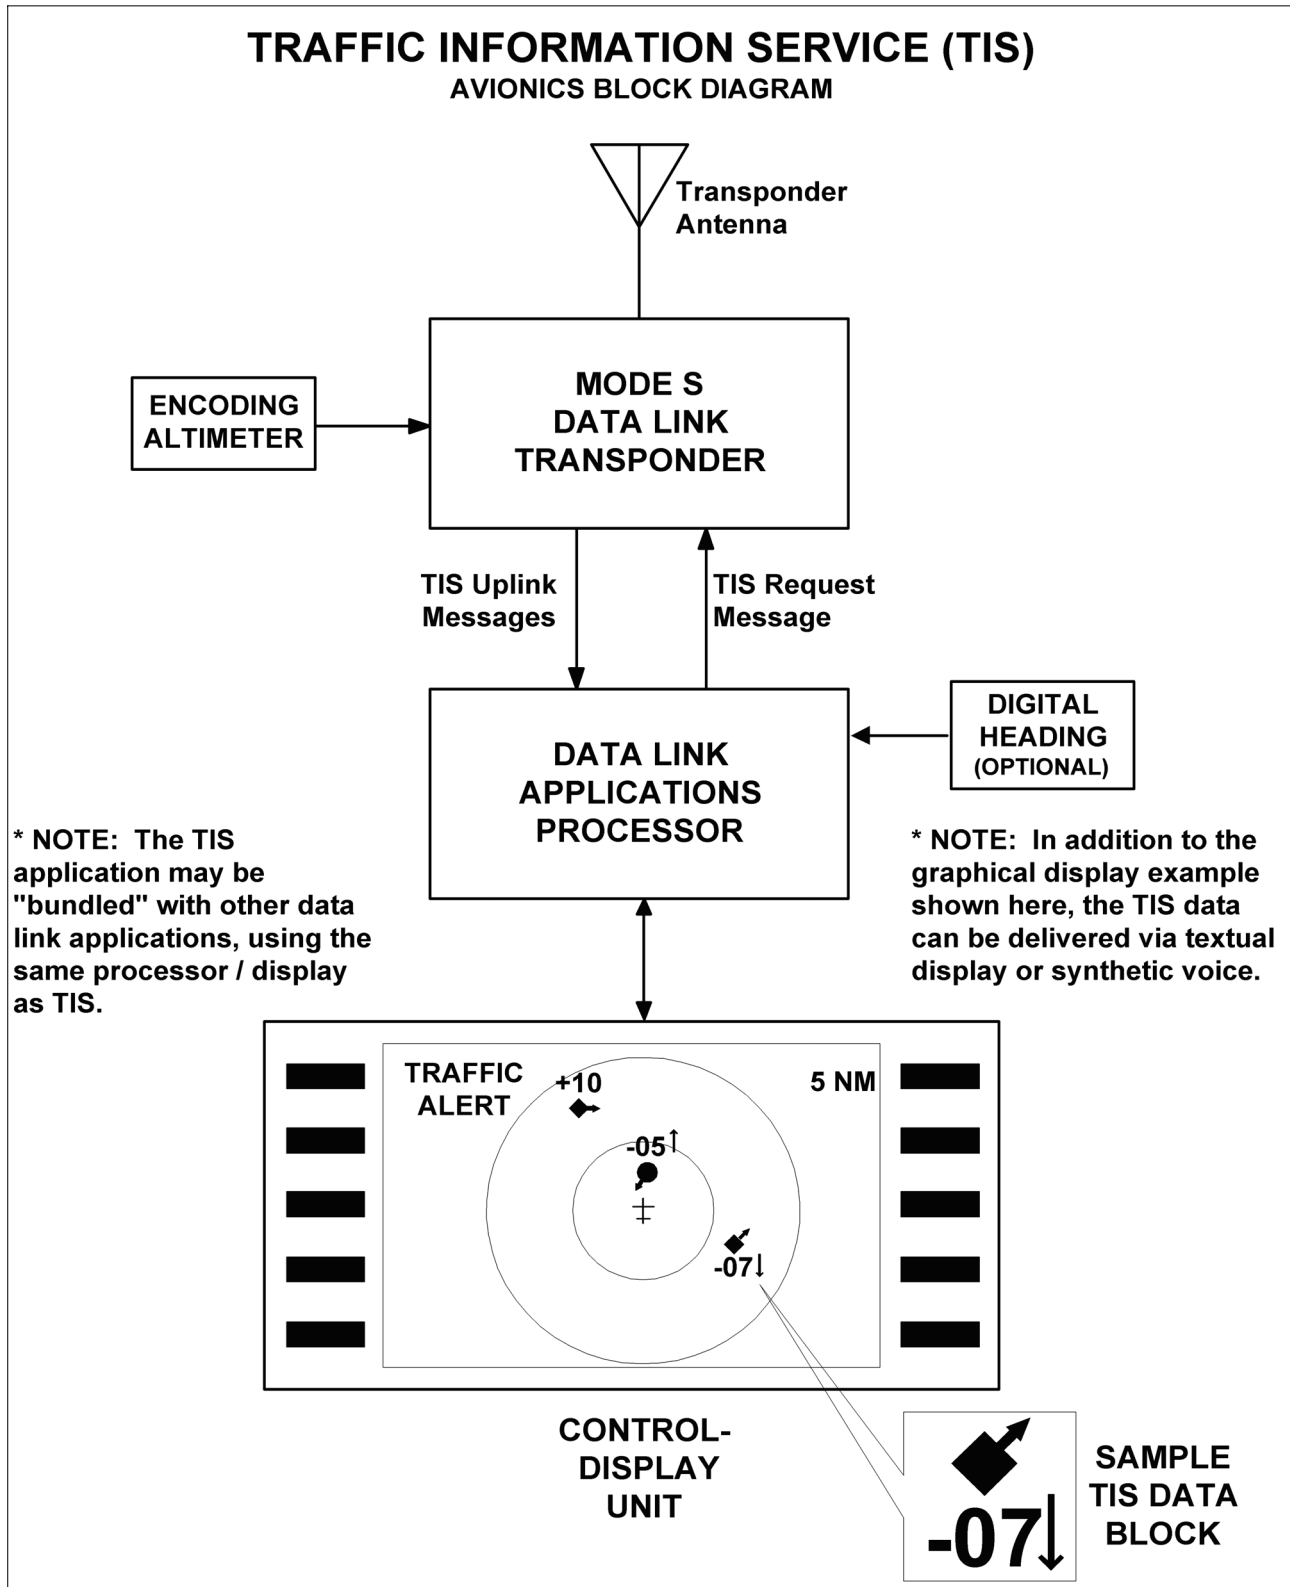 TRAFFIC INFORMATION SERVICE (TIS)
AVIONICS BLOCK DIAGRAM
Transponder
Antenna
MODE S
DATA LINK
TRANSPONDER
ENCODING
ALTIMETER
TIS Uplink
Messages
TIS Request
Message
DIGITAL
HEADING
(OPTIONAL)
DATA LINK
APPLICATIONS
PROCESSOR
* NOTE:  The TIS
application may be
"bundled" with other data
link applications, using the
same processor / display
as TIS.
* NOTE:  In addition to the
graphical display example
shown here, the TIS data
can be delivered via textual
display or synthetic voice.
TRAFFIC
ALERT
+10
5 NM
-05↑
-07↓
CONTROL-
DISPLAY
UNIT
-07↓
SAMPLE
TIS DATA
BLOCK